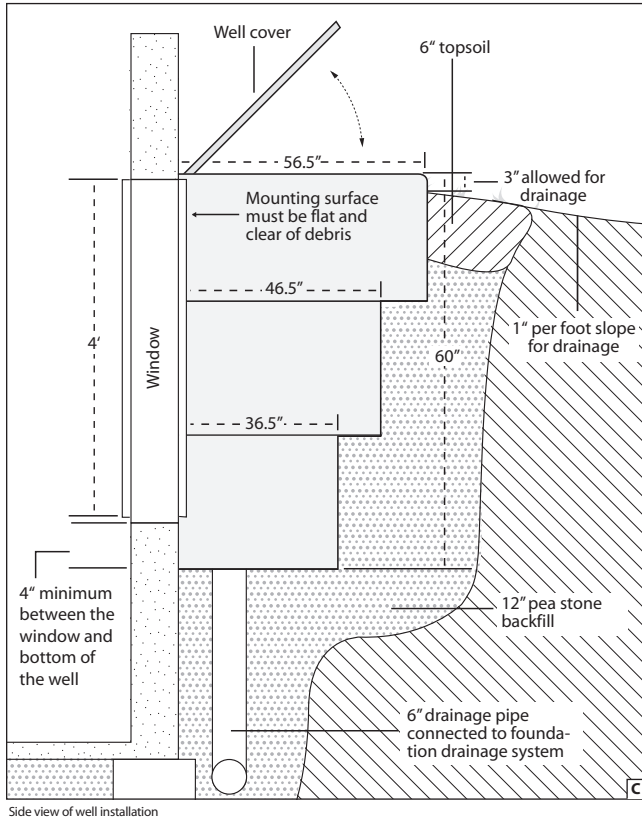 Well cover
6“ topsoil
56.5”
3” allowed for
drainage
Mounting surface
must be flat and
clear of debris
46.5”
1“ per foot slope
for drainage
4‘
Window
60”
36.5”
4“ minimum
between the
window and
bottom of
the well
12” pea stone
backfill
6” drainage pipe
connected to founda-
tion drainage system
C
Side view of well installation